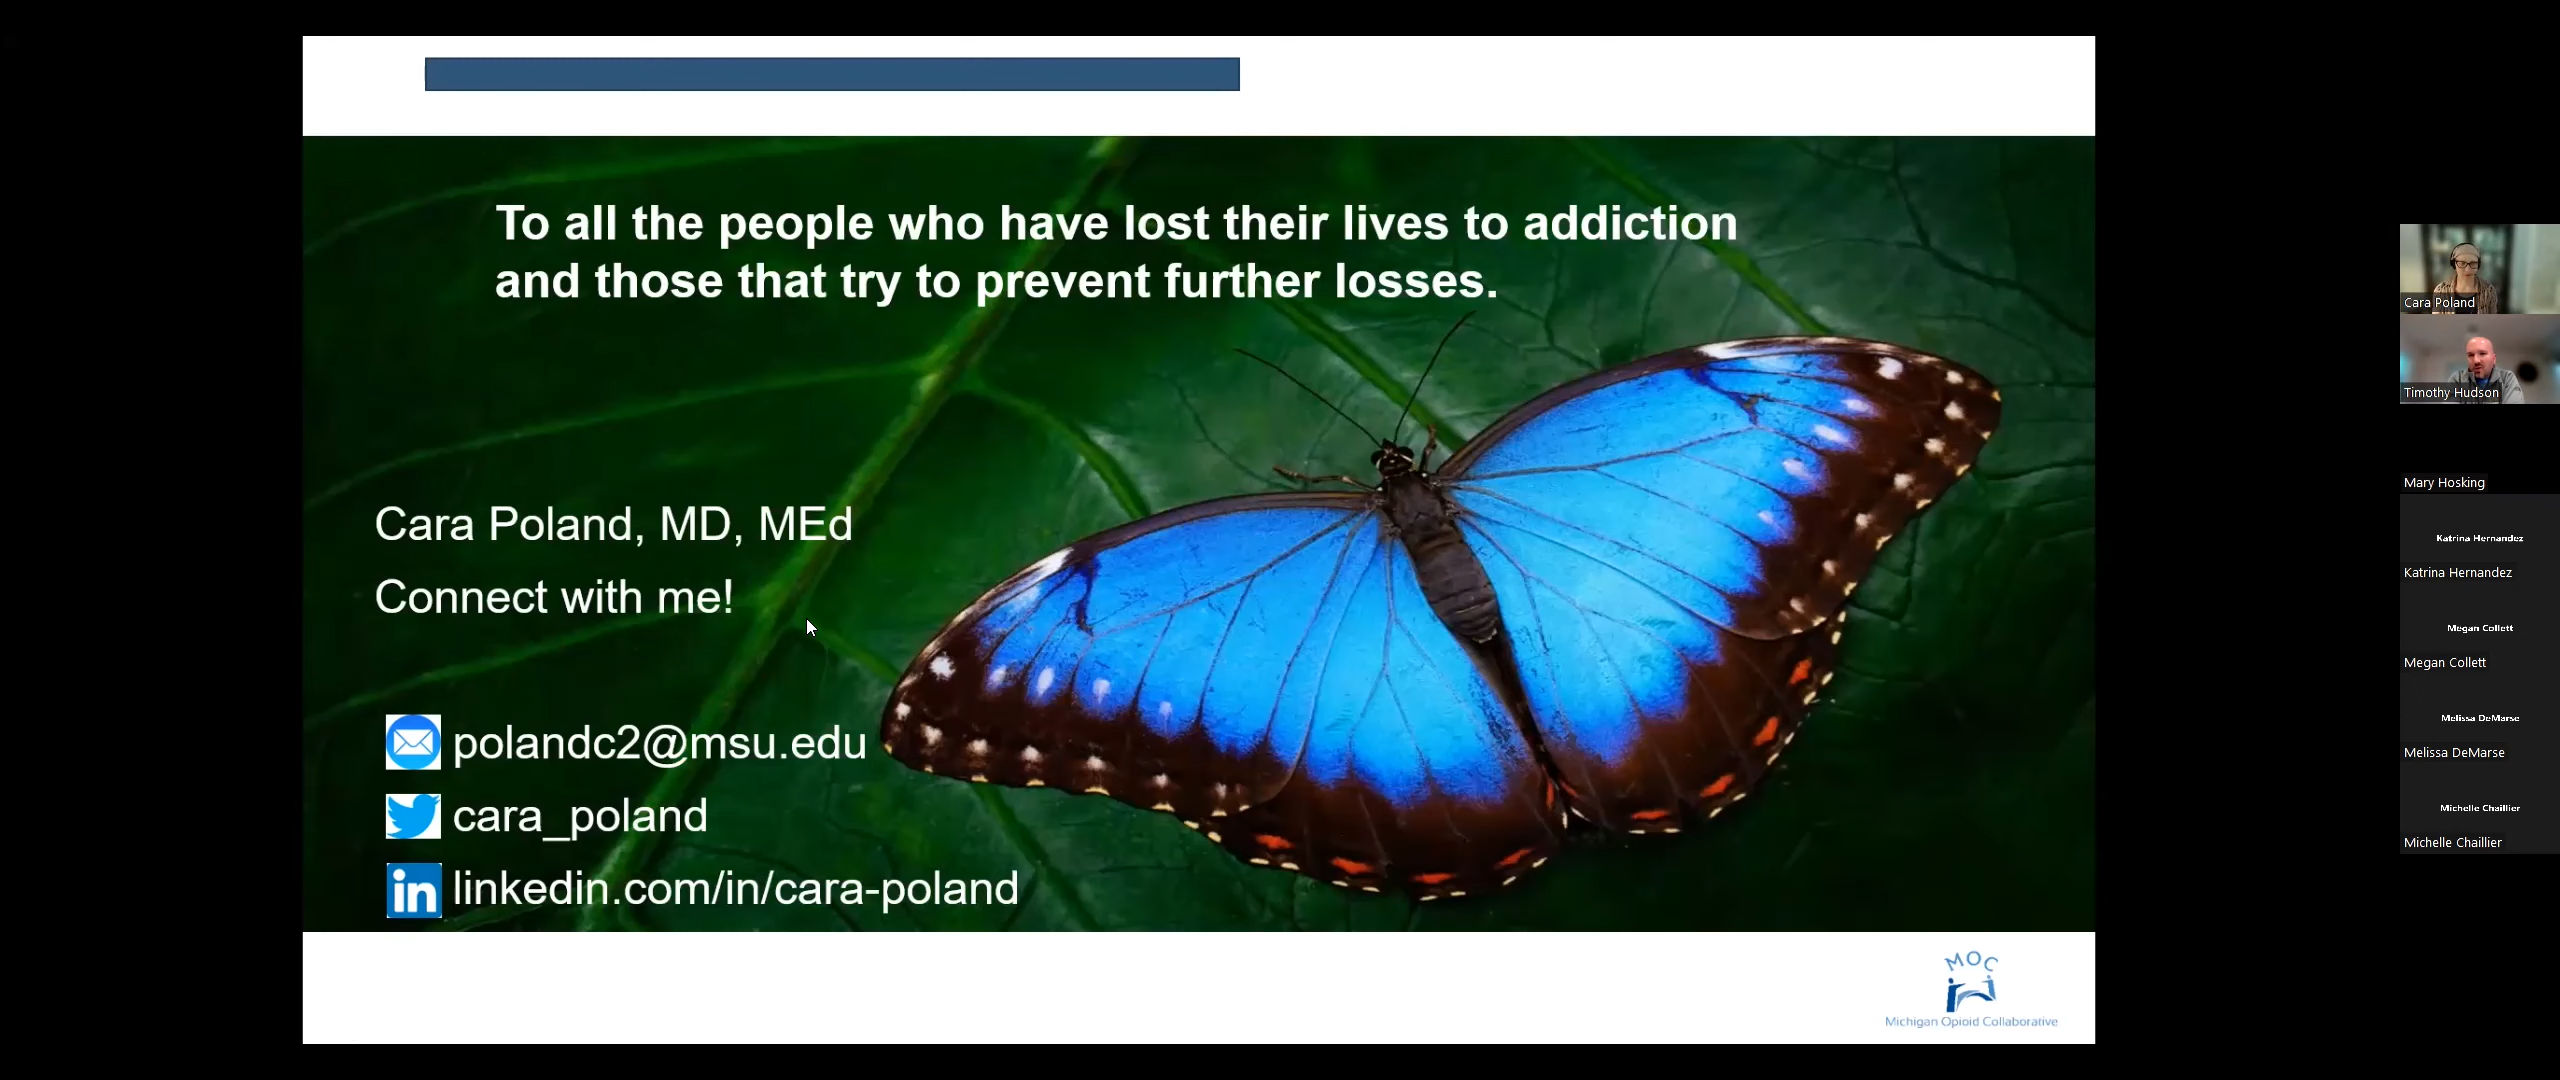 To all the people who have lost their lives to addiction
and those that try to prevent further losses.
Cara Poland, MD, MEd
Connect with me!
polandc2@msu.edu
cara_poland
in linkedin.com/in/cara-poland
MOC
Michigan Opioid Collaborative
Cara Poland
Timothy Hudson
Mary Hosking
Katrina Hernandez
Katrina Hernandez
Megan Collett
Megan Collett
Melissa DeMarse
Melissa DeMarse
Michelle Chaillier
Michelle Chaillier